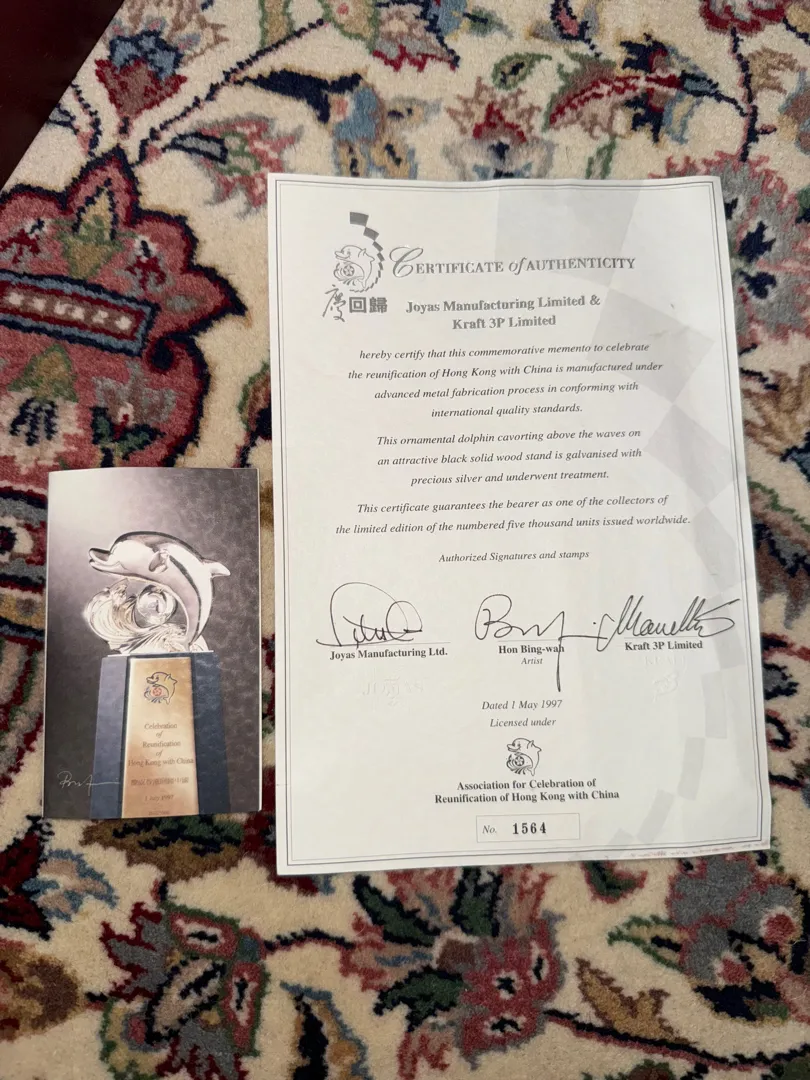 CERTIFICATE of AUTHENTICITY
慶回歸
Joyas Manufacturing Limited &
Kraft 3P Limited
hereby certify that this commemorative memento to celebrate
the reunification of Hong Kong with China is manufactured under
advanced metal fabrication process in conforming with
international quality standards.
This ornamental dolphin cavorting above the waves on
an attractive black solid wood stand is galvanised with
precious silver and underwent treatment.
This certificate guarantees the bearer as one of the collectors of
the limited edition of the numbered five thousand units issued worldwide.
Authorized Signatures and stamps
Joyas Manufacturing Ltd.
Hon Bing-wah
Artist
Kraft 3P Limited
Dated 1 May 1997
Licensed under
Association for Celebration of
Reunification of Hong Kong with China
No. 1564
Celebration
of
Reunification
of
Hong Kong with China
1 July 1997